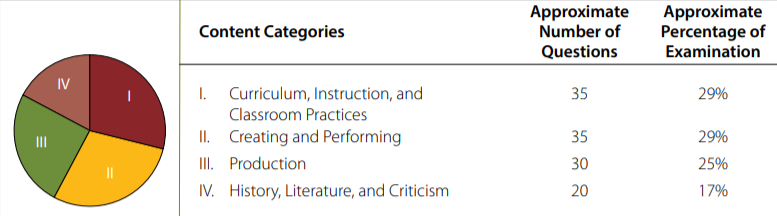 Content Categories
Approximate Number of Questions
Approximate Percentage of Examination
I. Curriculum, Instruction, and Classroom Practices 35 29%
II. Creating and Performing 35 29%
III. Production 30 25%
IV. History, Literature, and Criticism 20 17%
I
II
III
IV